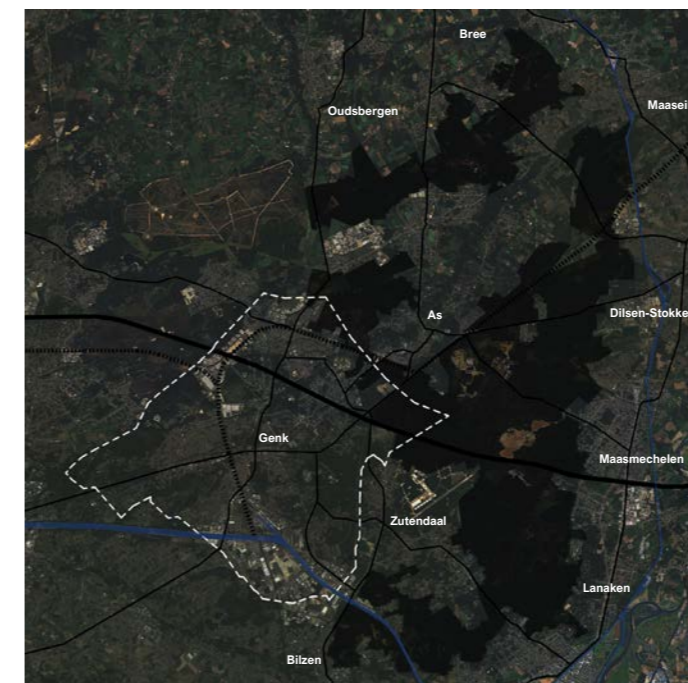 Bree
Oudsbergen
Maasei
As
Dilsen-Stokke
Genk
Maasmechelen
Zutendaal
Lanaken
Bilzen